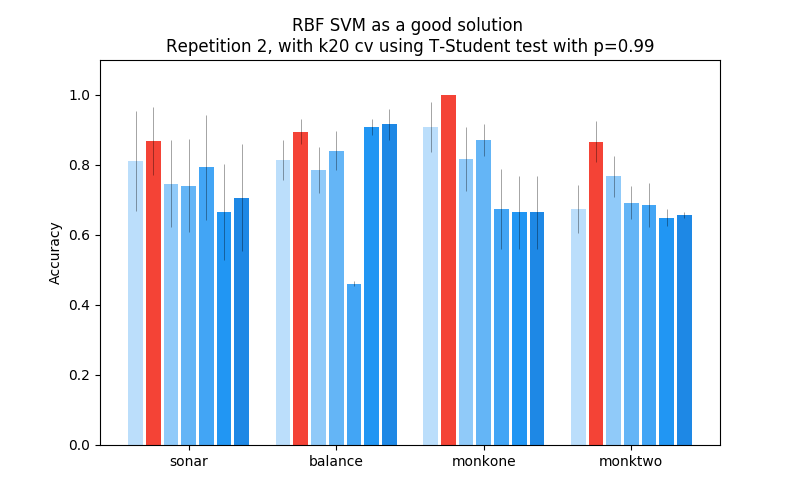 RBF SVM as a good solution
Repetition 2, with k20 cv using T-Student test with p=0.99
1.0
0.8
0.6
0.4
0.2
0.0
Accuracy
sonar
balance
monkone
monktwo